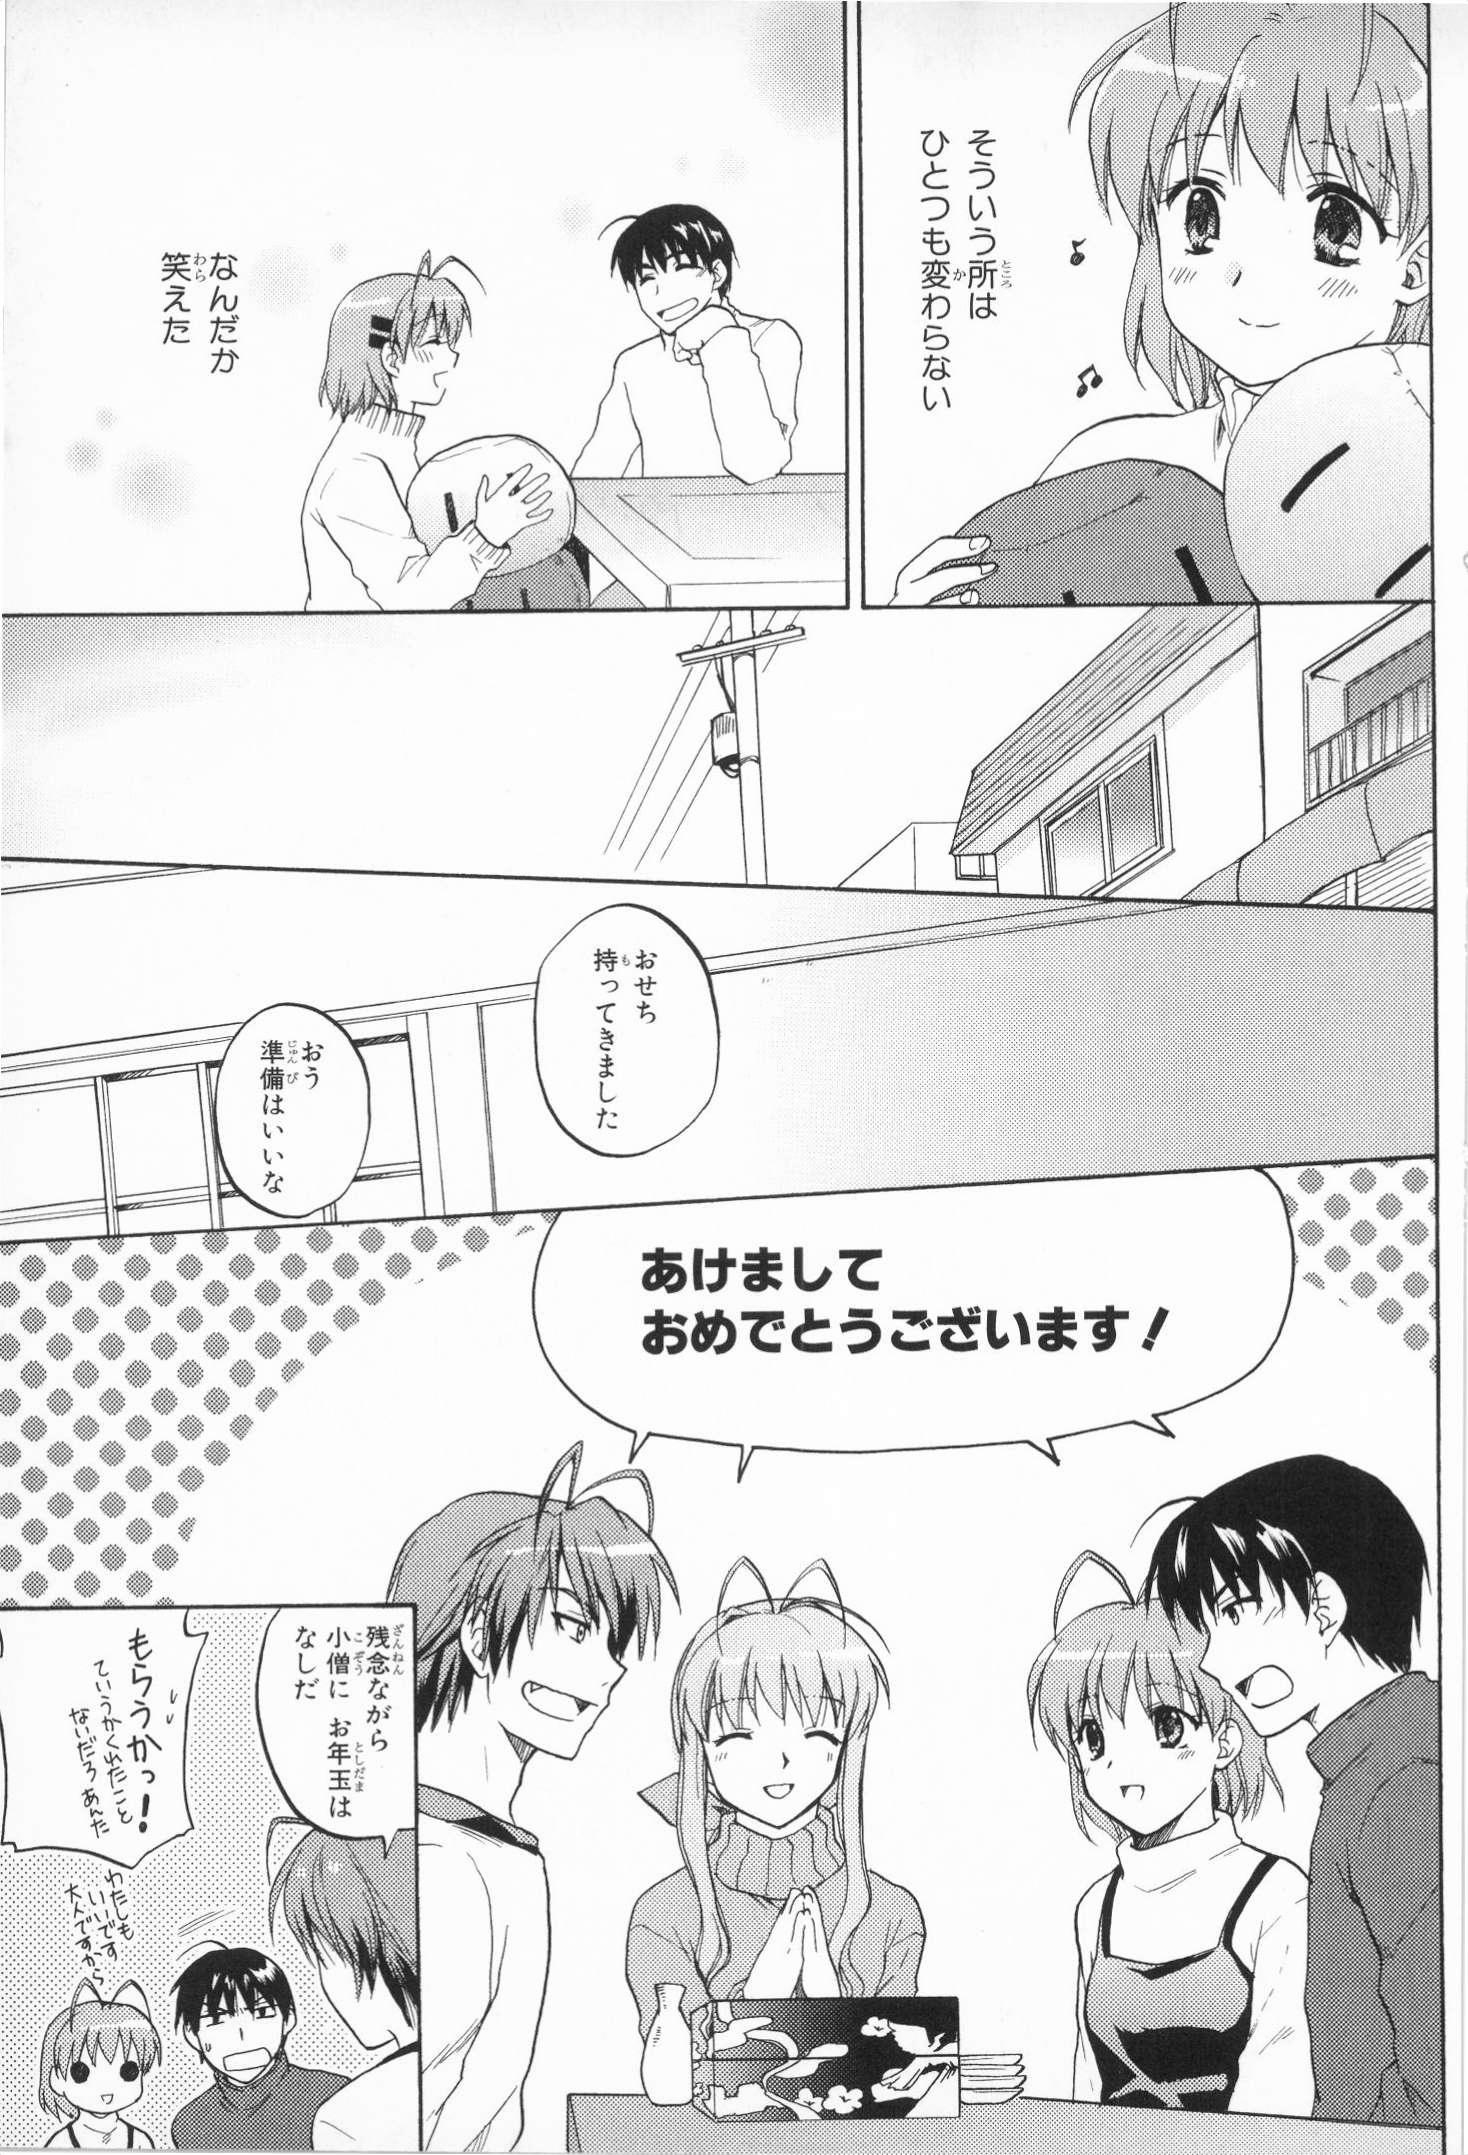 そういう所は
ひとつも変わらない
なんだか
笑えた
おせち
持ってきました
おう
準備はいいな
あけまして
おめでとうございます!
残念ながら
小僧に お年玉は
なしだ
もらうかっ!
ていうかくれたこと
ないだろあんた
わたしも
いいです
大人ですから